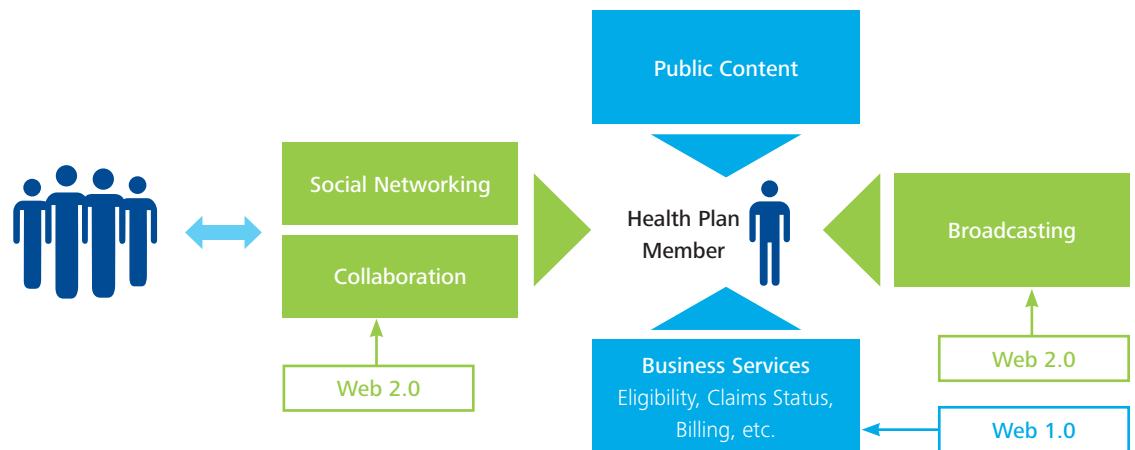 Public Content
Social Networking
Collaboration
Health Plan
Member
Broadcasting
Web 2.0
Business Services
Eligibility, Claims Status,
Billing, etc.
Web 2.0
Web 1.0